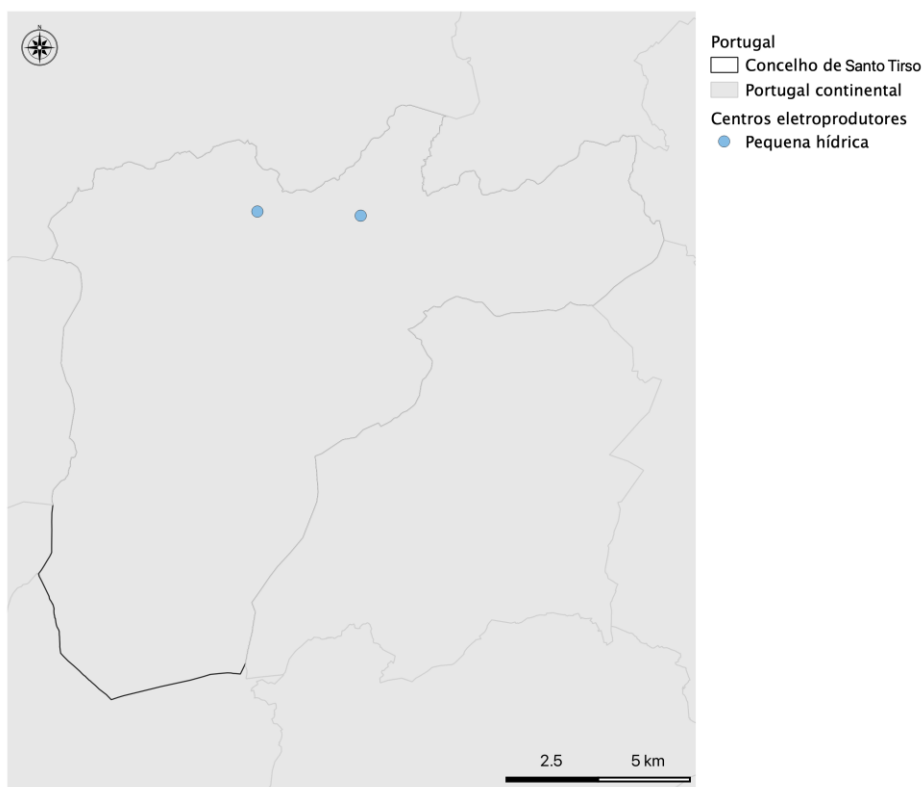 N
Portugal
Concelho de Santo Tirso
Portugal continental
Centros eletroprodutores
Pequena hídrica
2.5 5 km